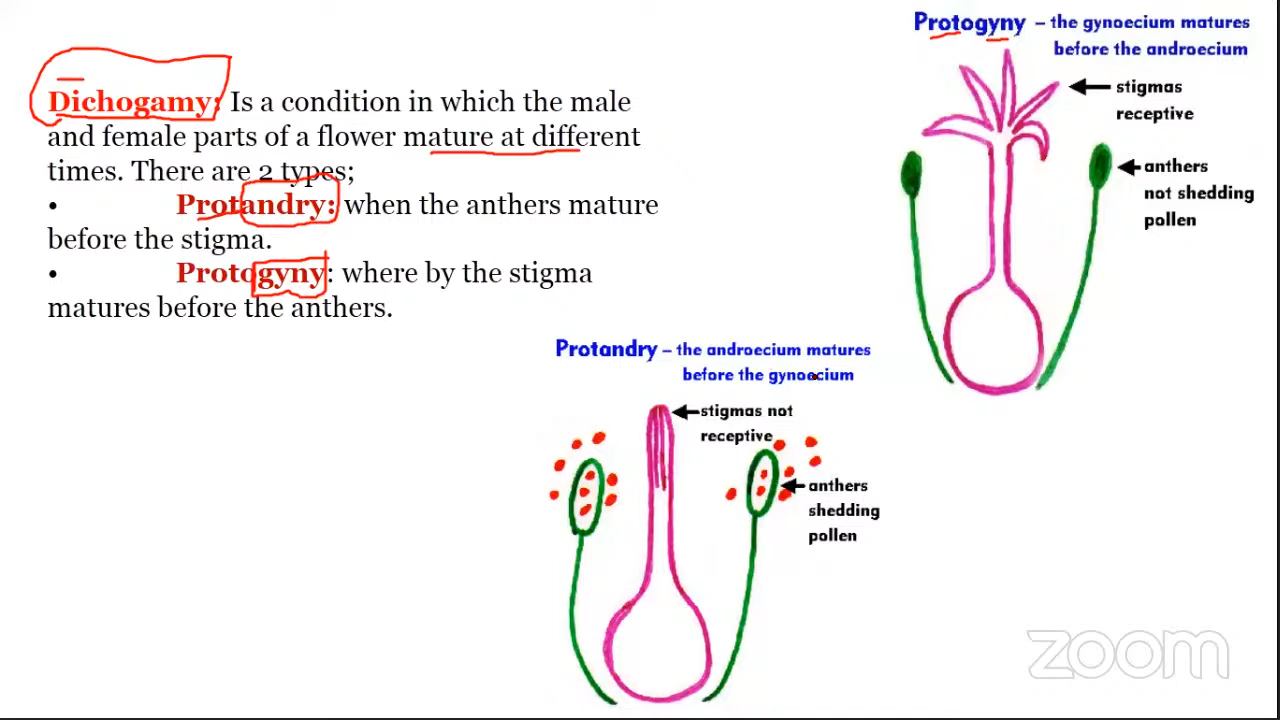 Dichogamy: Is a condition in which the male
and female parts of a flower mature at different
times. There are 2 types;
• Protandry: when the anthers mature
before the stigma.
• Protogyny: where by the stigma
matures before the anthers.
Protogyny – the gynoecium matures
before the androecium
stigmas
receptive
anthers
not shedding
pollen
Protandry – the androecium matures
before the gynoecium
stigmas not
receptive
anthers
shedding
pollen
zoom